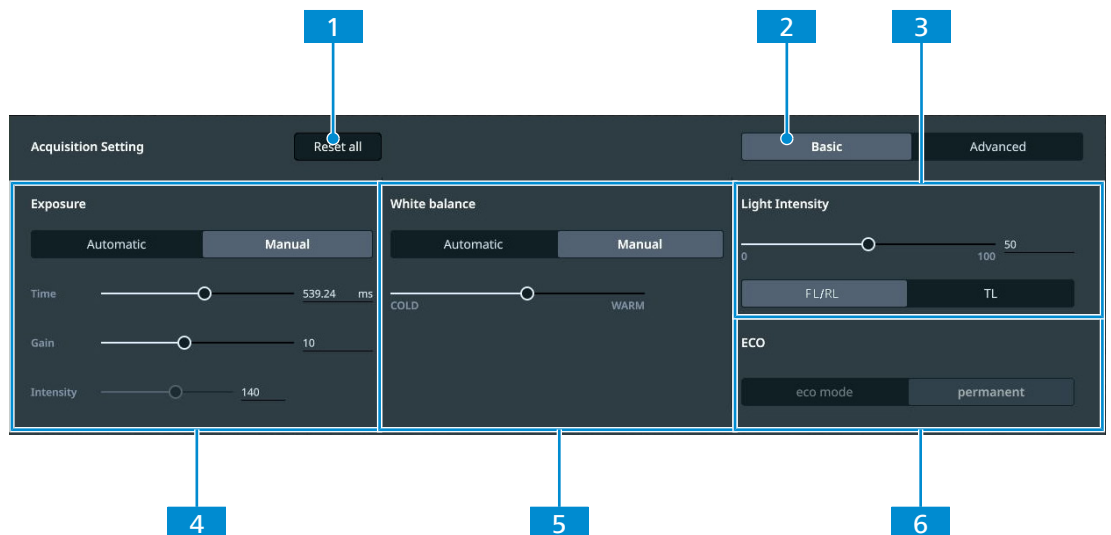 1
2
3
Acquisition Setting
Reset all
Basic
Advanced
Exposure
Automatic
Manual
Time
539.24 ms
Gain
10
Intensity
140
White balance
Automatic
Manual
COLD
WARM
Light Intensity
50
0
100
FL/RL
TL
ECO
eco mode
permanent
4
5
6